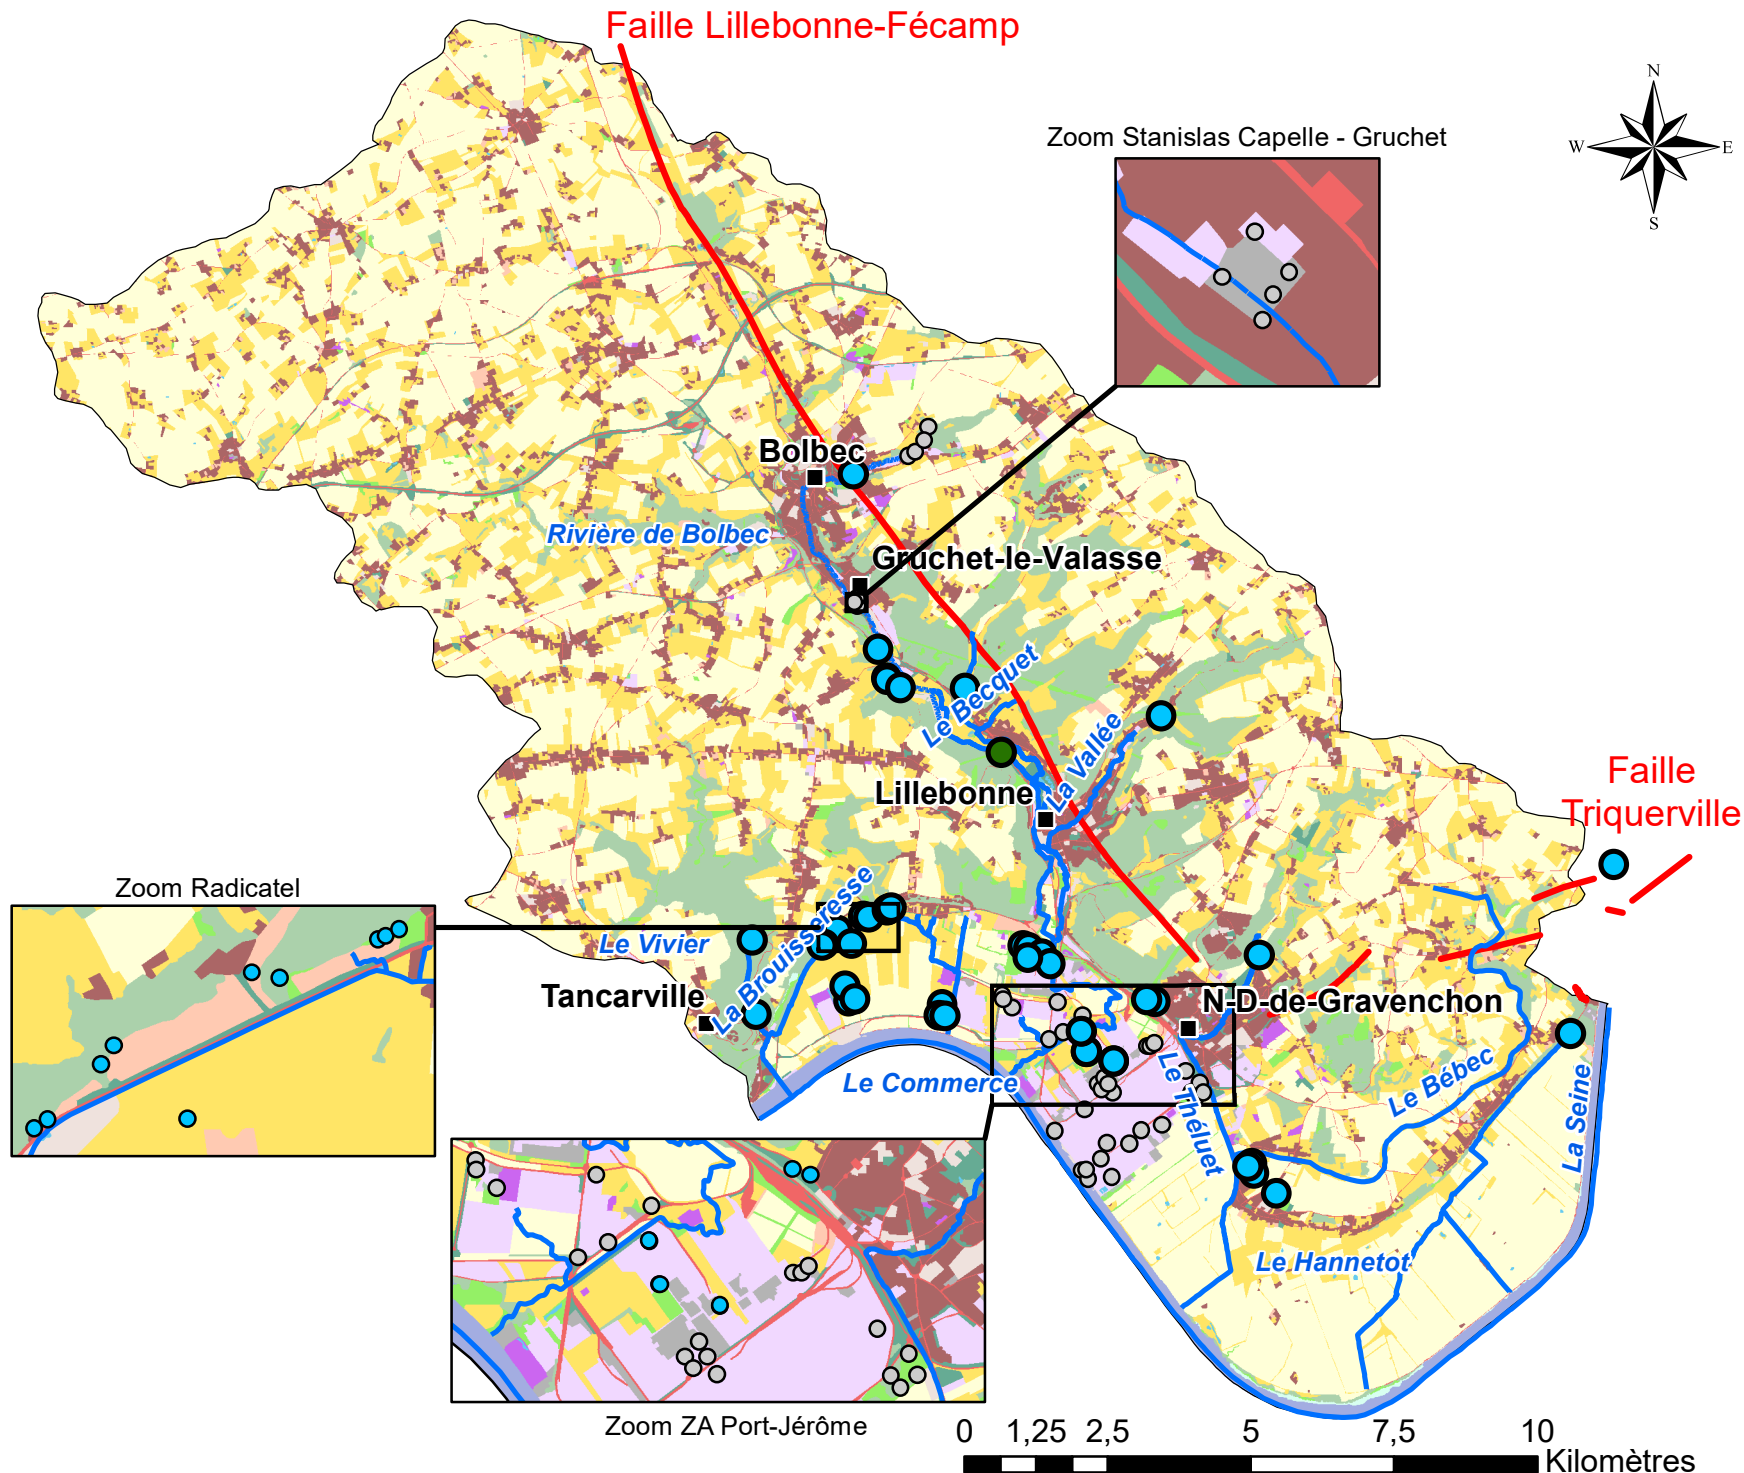 Faille Lillebonne-Fécamp
N
W
E
S
Zoom Stanislas Capelle - Gruchet
Bolbec
Rivière de Bolbec
Gruchet-le-Valasse
Le Becquet
La Vallée
Lillebonne
Faille
Triquerville
Zoom Radicatel
Le Vivier
La Brouisseresse
Tancarville
N-D-de-Gravenchon
Le Commerce
Le Théluet
Le Bébec
La Seine
Le Hannetot
Zoom ZA Port-Jérôme
0 1,25 2,5 5 7,5 10
Kilomètres